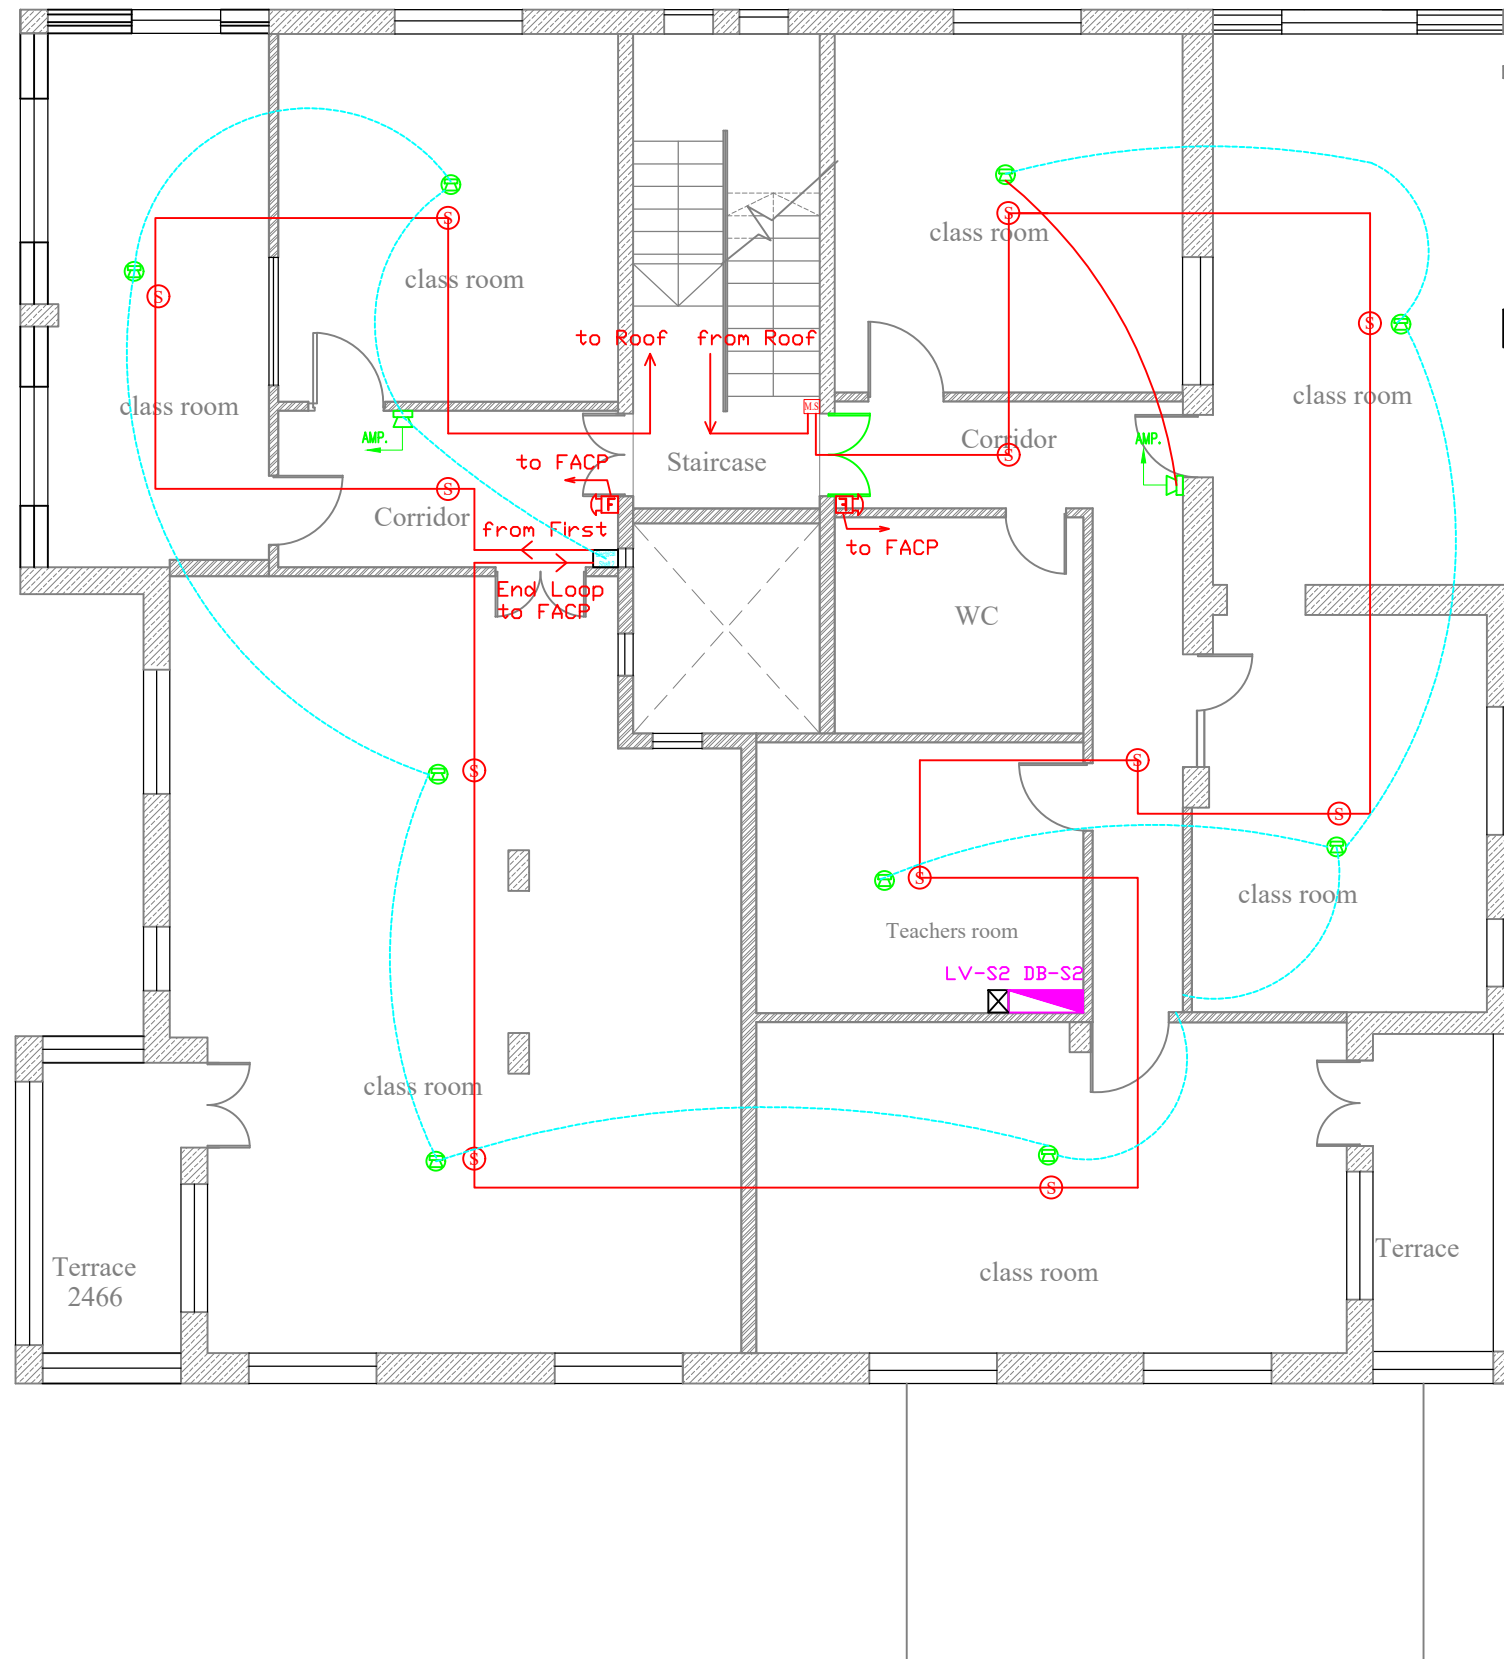 class room
class room
to Roof
from Roof
class room
class room
M.S
AMP.
AMP.
Corridor
Staircase
to FACP
F
F
Corridor
from First
to FACP
End Loop
to FACP
WC
class room
Teachers room
LV-S2 DB-S2
class room
class room
Terrace
2466
Terrace
S
S
S
S
S
S
S
S
S
S
S
S